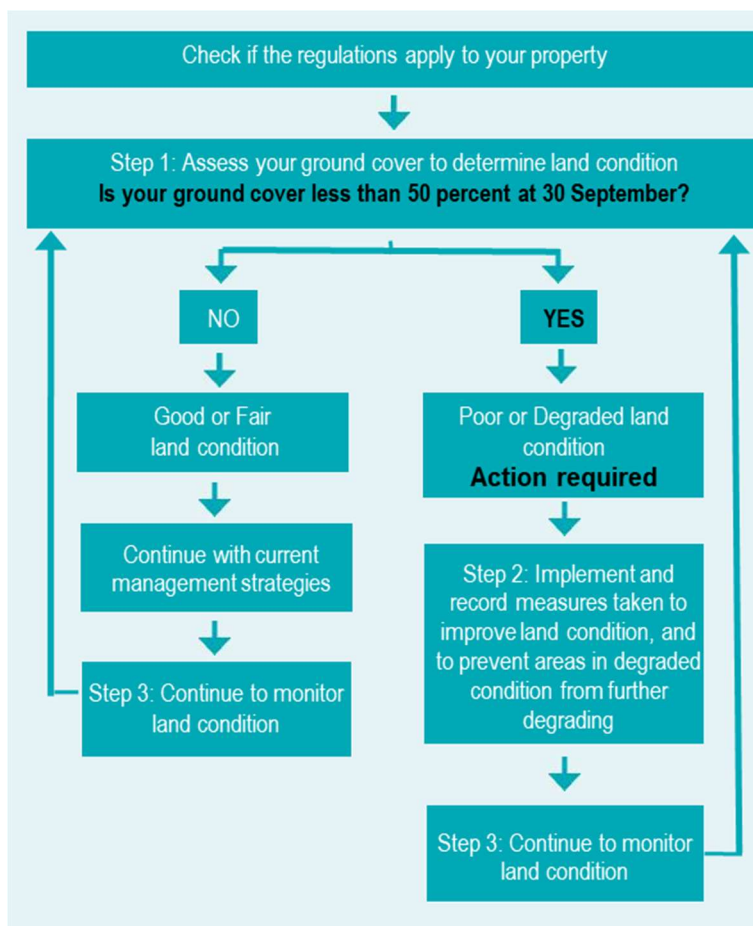 Check if the regulations apply to your property
Step 1: Assess your ground cover to determine land condition
Is your ground cover less than 50 percent at 30 September?
NO
YES
Good or Fair
land condition
Poor or Degraded land
condition
Action required
Continue with current
management strategies
Step 2: Implement and
record measures taken to
improve land condition, and
to prevent areas in degraded
condition from further
degrading
Step 3: Continue to monitor
land condition
Step 3: Continue to monitor
land condition